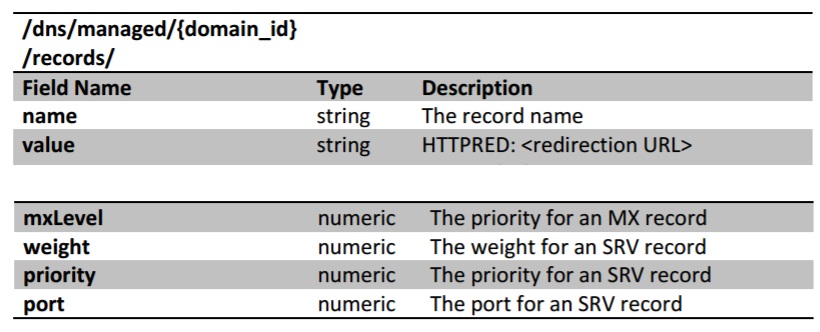 /dns/managed/{domain_id}
/records/
Field Name Type Description
name string The record name
value string HTTPRED: <redirection URL>
mxLevel numeric The priority for an MX record
weight numeric The weight for an SRV record
priority numeric The priority for an SRV record
port numeric The port for an SRV record